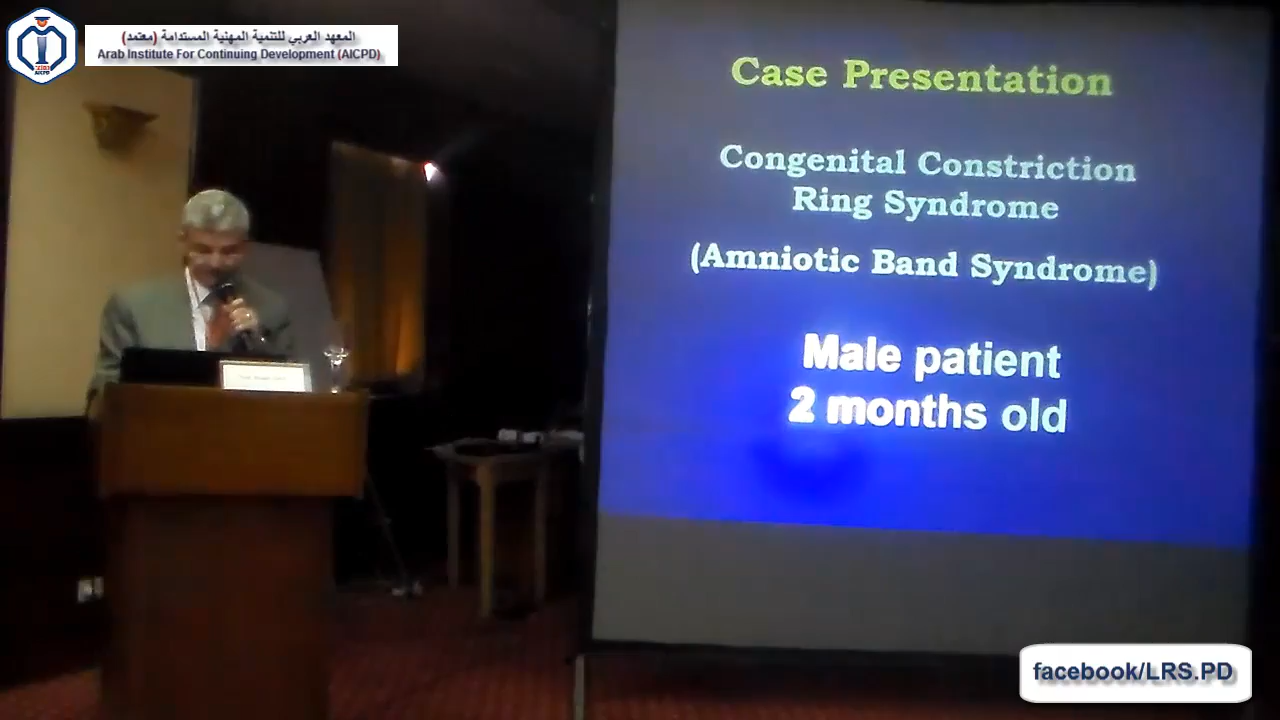 المعهد العربي للتنمية المهنية المستدامة (معتمد)
Arab Institute For Continuing Development (AICPD)
AICPD
Case Presentation
Congenital Constriction
Ring Syndrome
(Amniotic Band Syndrome)
Male patient
2 months old
facebook/LRS.PD